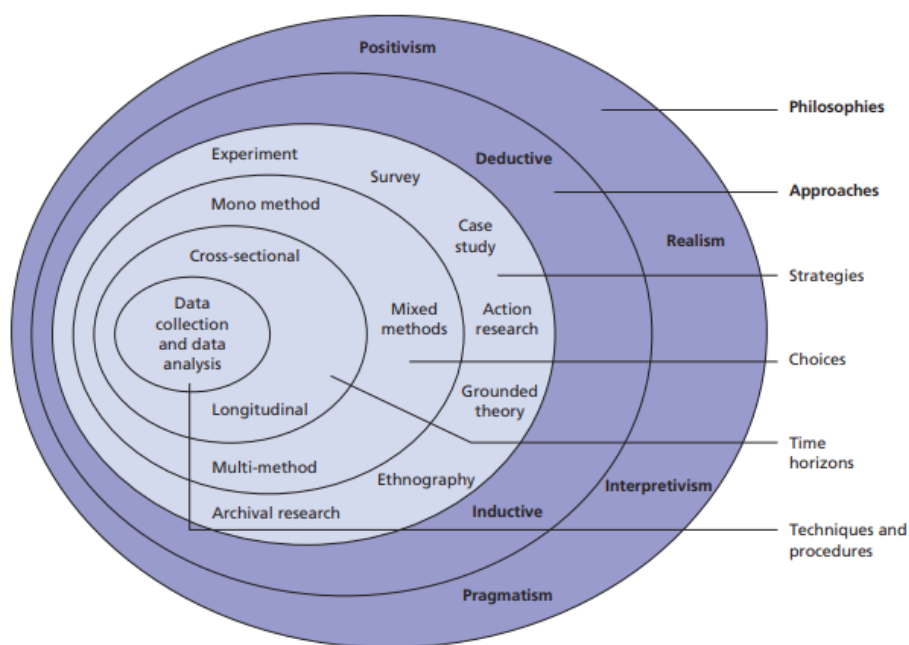 Positivism
Philosophies
Experiment
Deductive
Survey
Approaches
Mono method
Case
study
Realism
Cross-sectional
Strategies
Data
collection
and data
analysis
Mixed
methods
Action
research
Choices
Grounded
theory
Longitudinal
Time
horizons
Multi-method
Ethnography
Interpretivism
Archival research
Inductive
Techniques and
procedures
Pragmatism